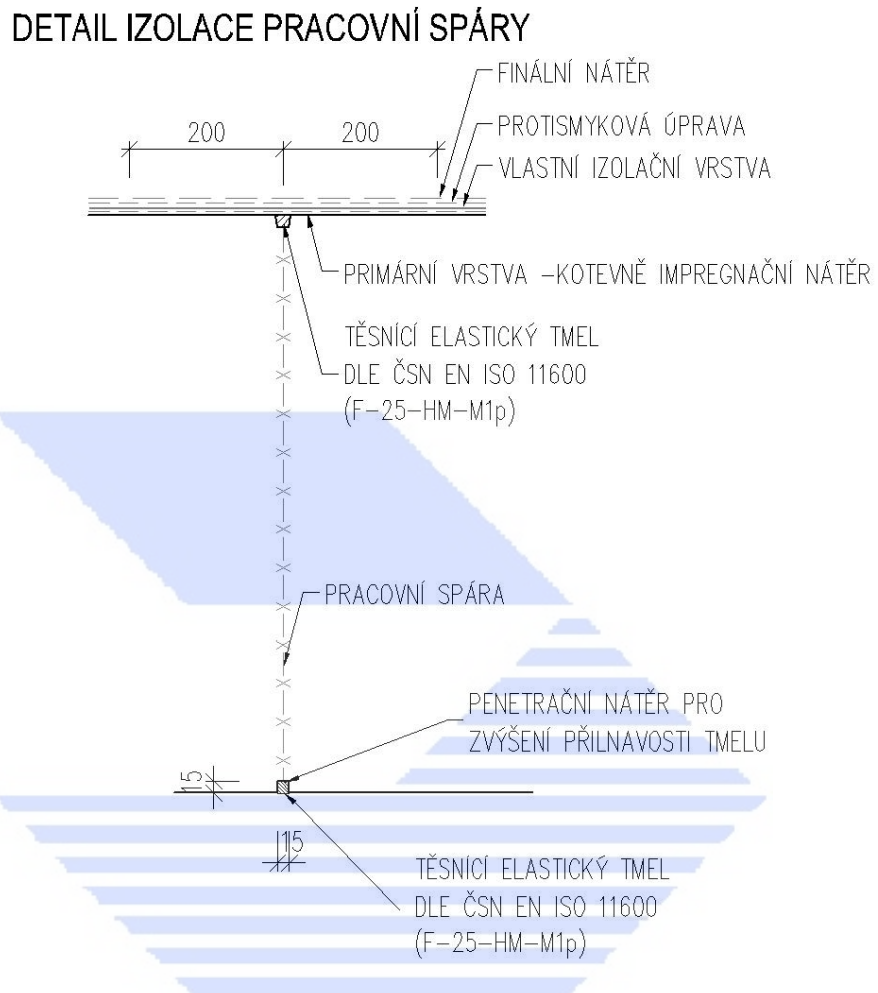 DETAIL IZOLACE PRACOVNÍ SPÁRY
FINÁLNÍ NÁTĚR
200 200
PROTISMYKOVÁ ÚPRAVA
VLASTNÍ IZOLAČNÍ VRSTVA
PRIMÁRNÍ VRSTVA –KOTEVNĚ IMPREGNAČNÍ NÁTĚR
TĚSNÍCÍ ELASTICKÝ TMEL
DLE ČSN EN ISO 11600
(F–25–HM–M1p)
PRACOVNÍ SPÁRA
PENETRAČNÍ NÁTĚR PRO
ZVÝŠENÍ PŘILNAVOSTI TMELU
15
15
TĚSNÍCÍ ELASTICKÝ TMEL
DLE ČSN EN ISO 11600
(F–25–HM–M1p)